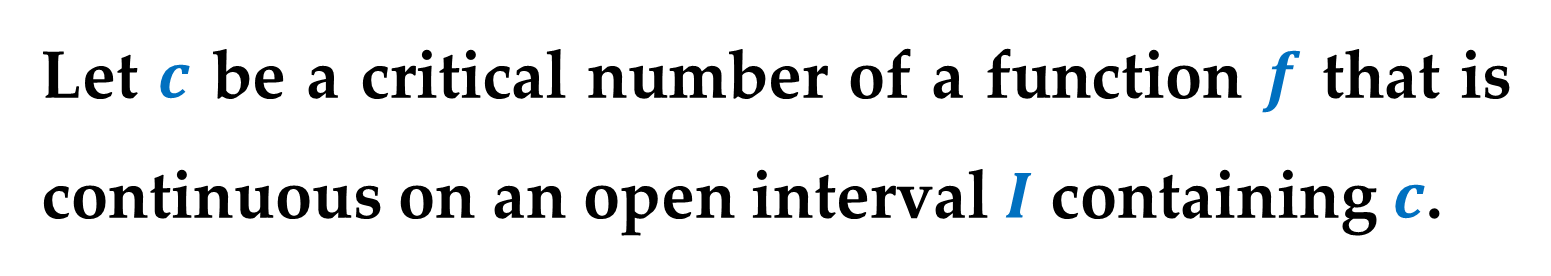 Let c be a critical number of a function f that is
continuous on an open interval I containing c.